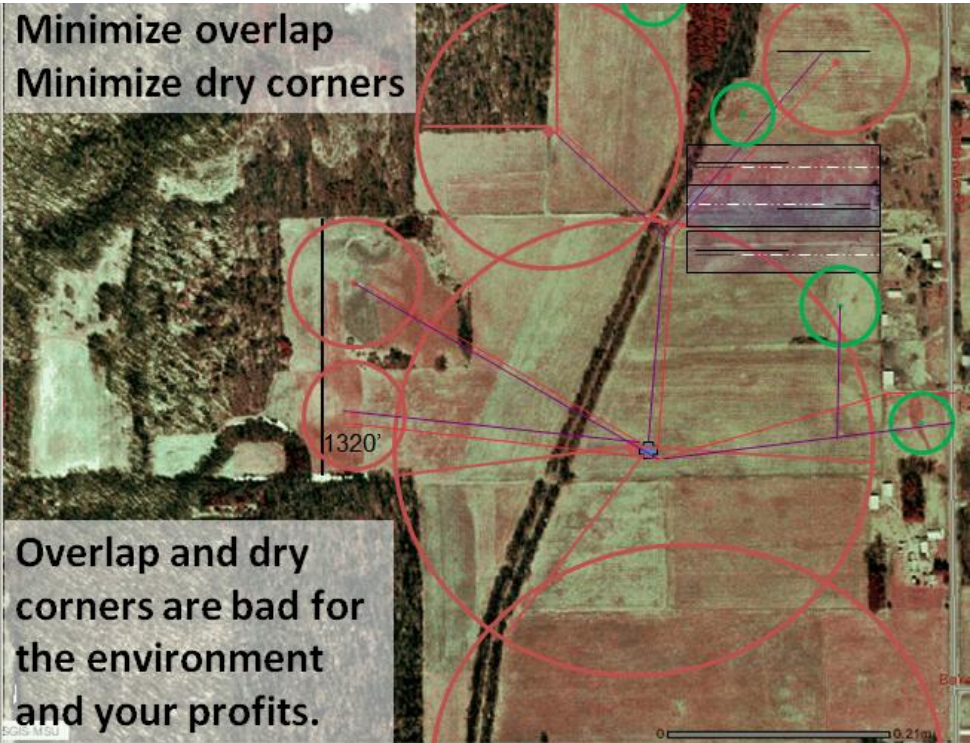 Minimize overlap
Minimize dry corners
1320'
Overlap and dry
corners are bad for
the environment
and your profits.
0
0.21mi